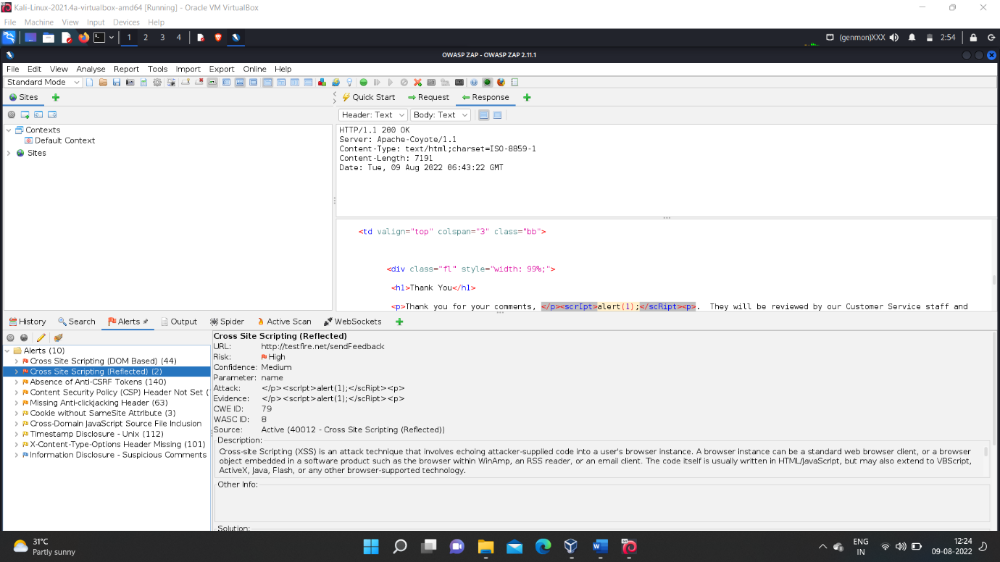 Kali-Linux-2021.4a-virtualbox-amd64 [Running] - Oracle VM VirtualBox
File Machine View Input Devices Help
1 2 3 4 (genmon)XXX 2:54
OWASP ZAP - OWASP ZAP 2.11.1
File Edit View Analyse Report Tools Import Export Online Help
Standard Mode
Sites
Quick Start Request Response
Header: Text Body: Text
Contexts
Default Context
Sites
HTTP/1.1 200 OK
Server: Apache-Coyote/1.1
Content-Type: text/html;charset=ISO-8859-1
Content-Length: 7191
Date: Tue, 09 Aug 2022 06:43:22 GMT
<td valign="top" colspan="3" class="bb">
<div class="fl" style="width: 99%;">
<h1>Thank You</h1>
<p>Thank you for your comments, </p><scrIpt>alert(1);</scRipt><p>. They will be reviewed by our Customer Service staff and
History Search Alerts Output Spider Active Scan WebSockets
Alerts (10)
Cross Site Scripting (DOM Based) (44)
Cross Site Scripting (Reflected) (2)
Absence of Anti-CSRF Tokens (140)
Content Security Policy (CSP) Header Not Set (
Missing Anti-clickjacking Header (63)
Cookie without SameSite Attribute (3)
Cross-Domain JavaScript Source File Inclusion
Timestamp Disclosure - Unix (112)
X-Content-Type-Options Header Missing (101)
Information Disclosure - Suspicious Comments
Cross Site Scripting (Reflected)
URL: http://testfire.net/sendFeedback
Risk: High
Confidence: Medium
Parameter: name
Attack: </p><scrIpt>alert(1);</scRipt><p>
Evidence: </p><scrIpt>alert(1);</scRipt><p>
CWE ID: 79
WASC ID: 8
Source: Active (40012 - Cross Site Scripting (Reflected))
Description:
Cross-site Scripting (XSS) is an attack technique that involves echoing attacker-supplied code into a user's browser instance. A browser instance can be a standard web browser client, or a browser
object embedded in a software product such as the browser within WinAmp, an RSS reader, or an email client. The code itself is usually written in HTML/JavaScript, but may also extend to VBScript,
ActiveX, Java, Flash, or any other browser-supported technology.
Other Info:
Solution:
31°C
Partly sunny
ENG
IN
12:24
09-08-2022